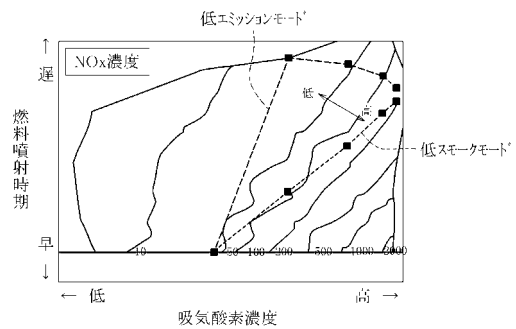 低エミッションモード
NOx濃度
↑
遅
低
高
燃料噴射時期
低スモークモード
早
↓
10
50
100
200
500
1000
2000
← 低
高 →
吸気酸素濃度